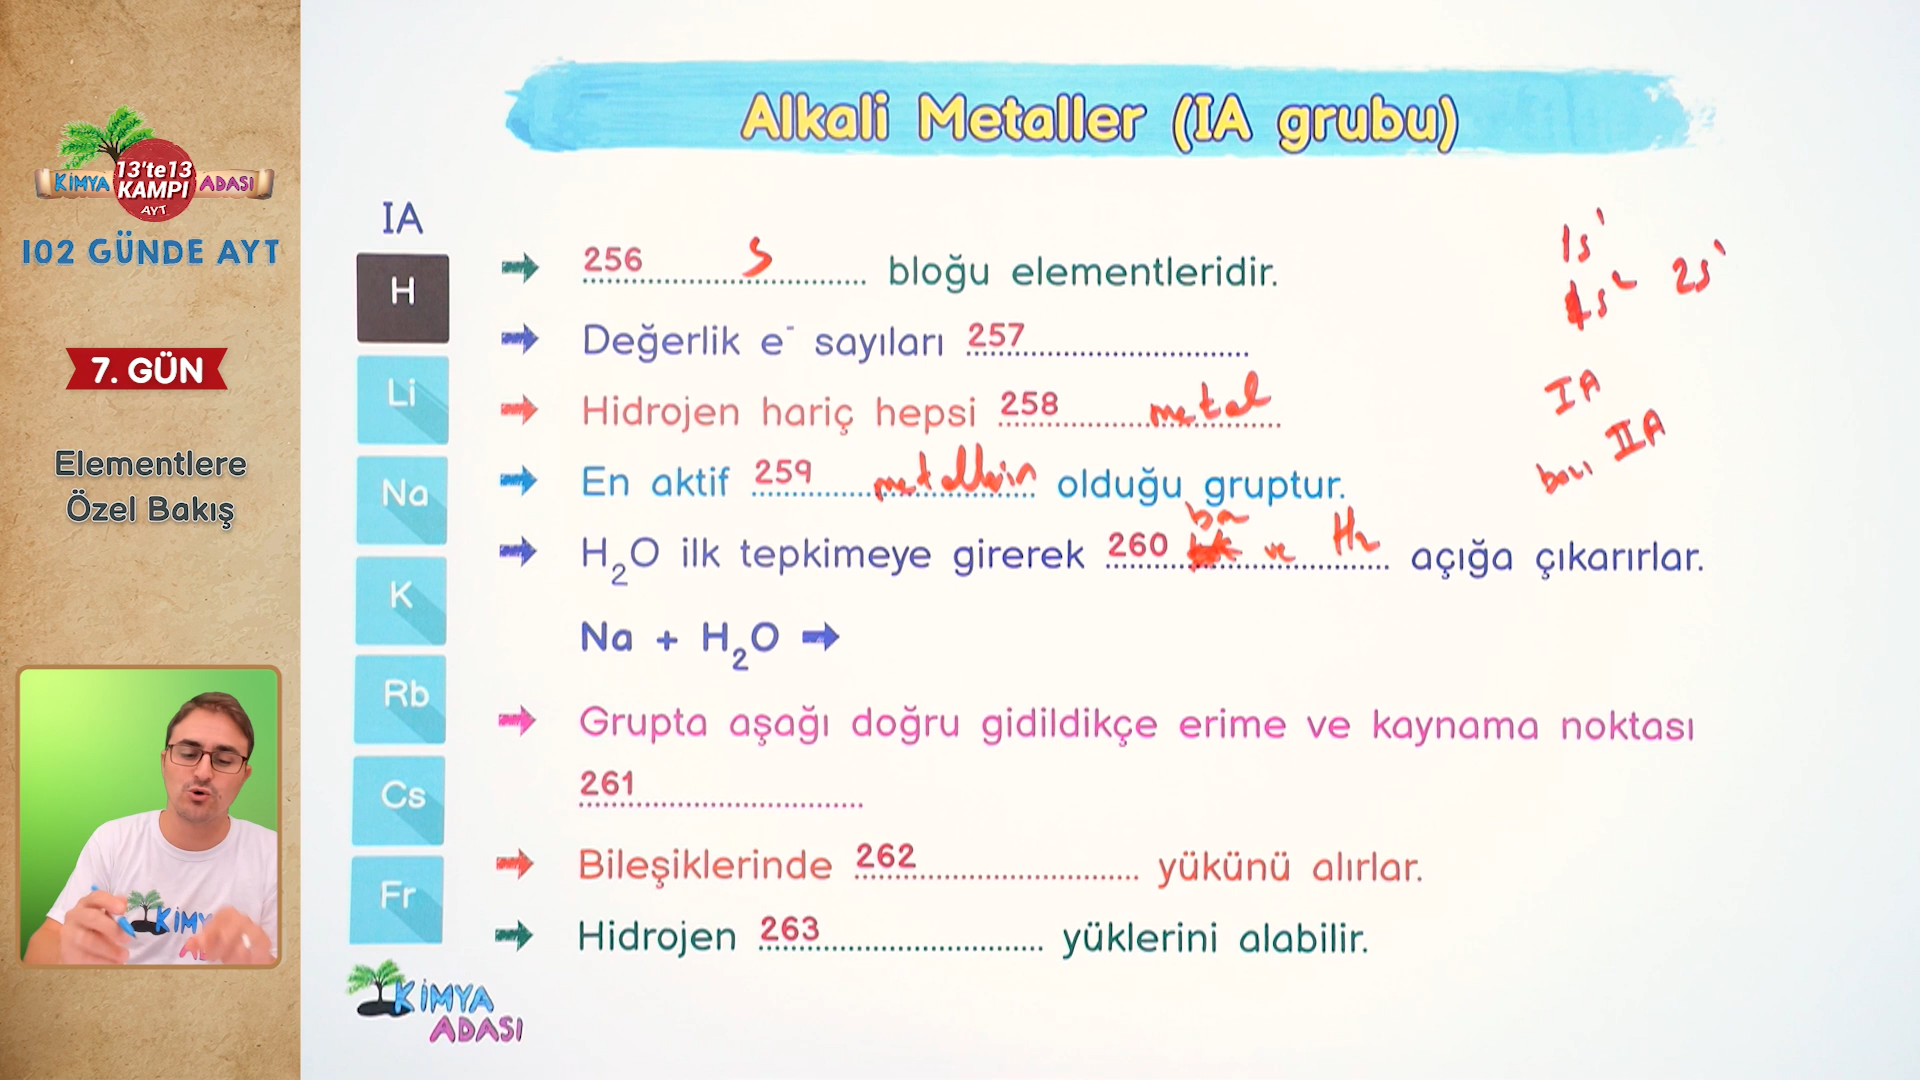 13'te13
KİMYA KAMPI ADASI
AYT
102 GÜNDE AYT
7. GÜN
Elementlere
Özel Bakış
Alkali Metaller (IA grubu)
IA
H
Li
Na
K
Rb
Cs
Fr
256 s bloğu elementleridir.
Değerlik e⁻ sayıları 257
Hidrojen hariç hepsi 258 metal
En aktif 259 metallerin olduğu gruptur.
H₂O ilk tepkimeye girerek 260 baz ve H₂ açığa çıkarırlar.
Na + H₂O ➡
Grupta aşağı doğru gidildikçe erime ve kaynama noktası
261
Bileşiklerinde 262 yükünü alırlar.
Hidrojen 263 yüklerini alabilir.
1s¹
1s² 2s¹
IA
bazı IIA
KİMYA
ADASI